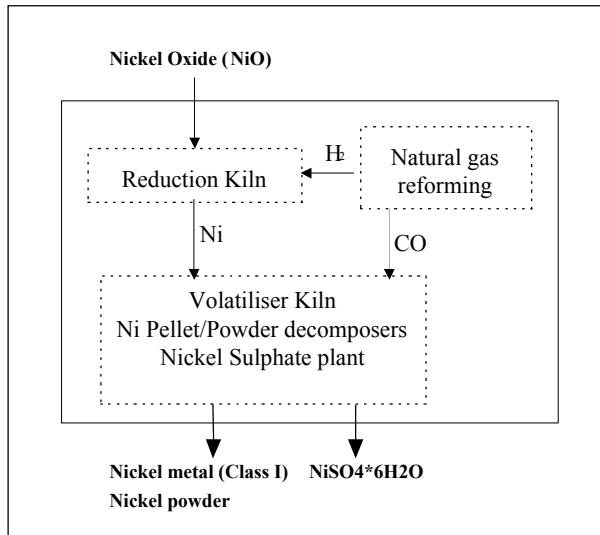 Nickel Oxide (NiO)
H2
Natural gas
reforming
Reduction Kiln
Ni
CO
Volatiliser Kiln
Ni Pellet/Powder decomposers
Nickel Sulphate plant
Nickel metal (Class I)
NiSO4*6H2O
Nickel powder